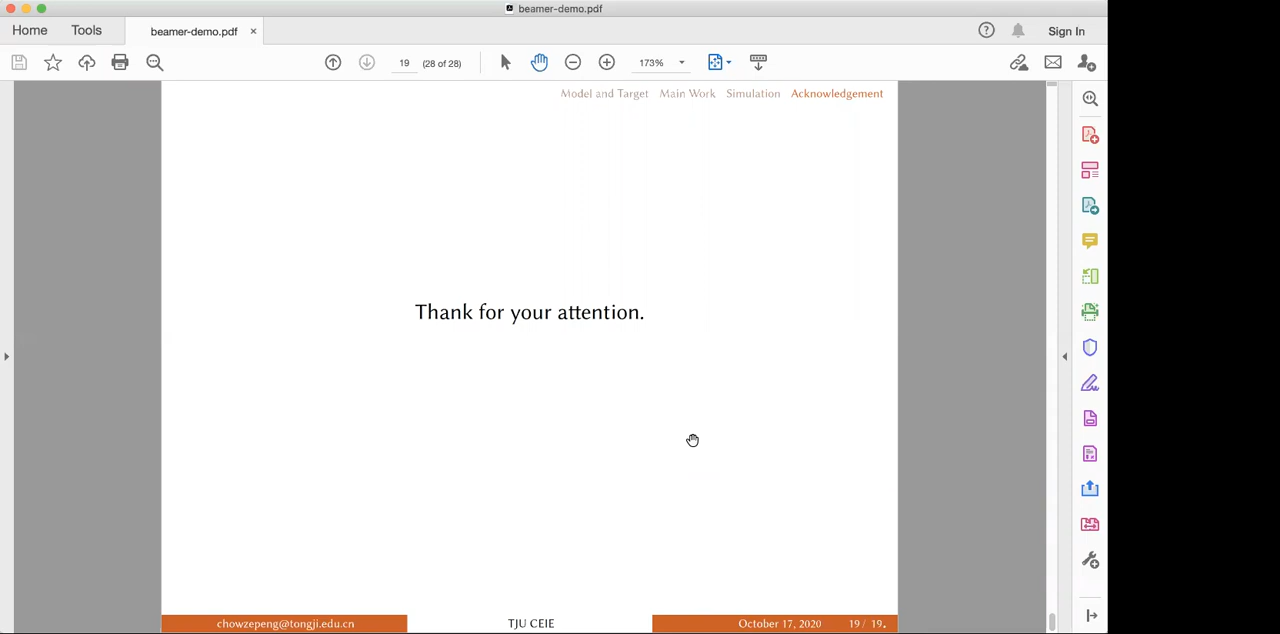 beamer-demo.pdf
Home Tools beamer-demo.pdf × Sign In
19 (28 of 28) 173%
Model and Target Main Work Simulation Acknowledgement
Thank for your attention.
chowzepeng@tongji.edu.cn TJU CEIE October 17, 2020 19 / 19.